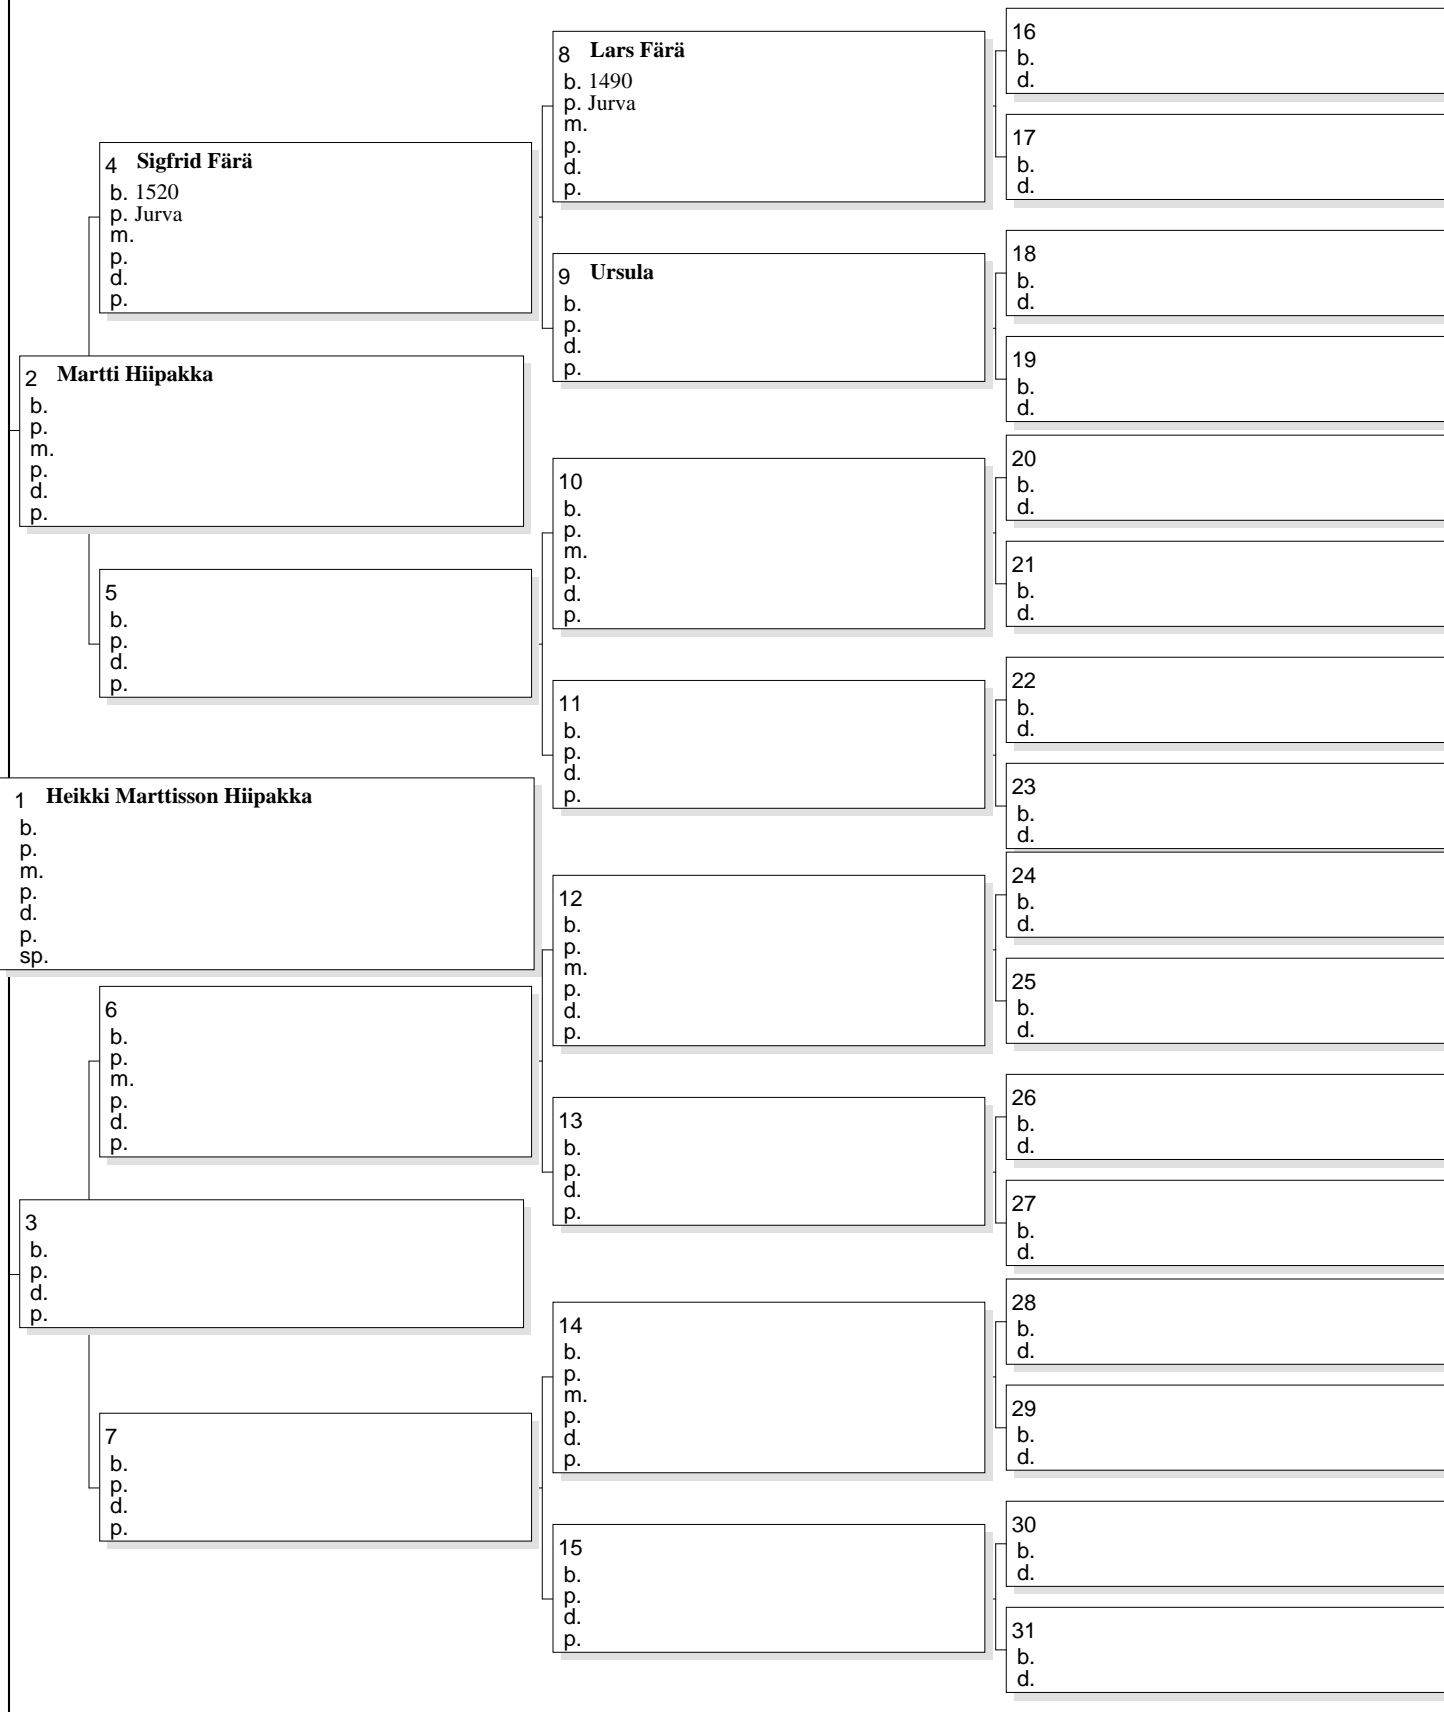 8 Lars Färä
b. 1490
p. Jurva
m.
p.
d.
p.
4 Sigfrid Färä
b. 1520
p. Jurva
m.
p.
d.
p.
9 Ursula
b.
p.
d.
p.
2 Martti Hiipakka
b.
p.
m.
p.
d.
p.
10
b.
p.
m.
p.
d.
p.
5
b.
p.
d.
p.
11
b.
p.
d.
p.
1 Heikki Marttisson Hiipakka
b.
p.
m.
p.
d.
p.
sp.
12
b.
p.
m.
p.
d.
p.
6
b.
p.
m.
p.
d.
p.
13
b.
p.
d.
p.
3
b.
p.
d.
p.
14
b.
p.
m.
p.
d.
p.
7
b.
p.
d.
p.
15
b.
p.
d.
p.
16
b.
d.
17
b.
d.
18
b.
d.
19
b.
d.
20
b.
d.
21
b.
d.
22
b.
d.
23
b.
d.
24
b.
d.
25
b.
d.
26
b.
d.
27
b.
d.
28
b.
d.
29
b.
d.
30
b.
d.
31
b.
d.